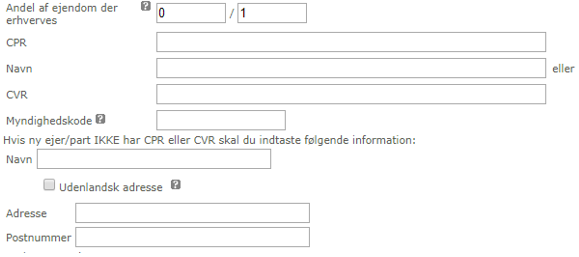 Andel af ejendom der
erhverves ? 0 / 1
CPR
Navn eller
CVR
Myndighedskode ?
Hvis ny ejer/part IKKE har CPR eller CVR skal du indtaste følgende information:
Navn
Udenlandsk adresse ?
Adresse
Postnummer